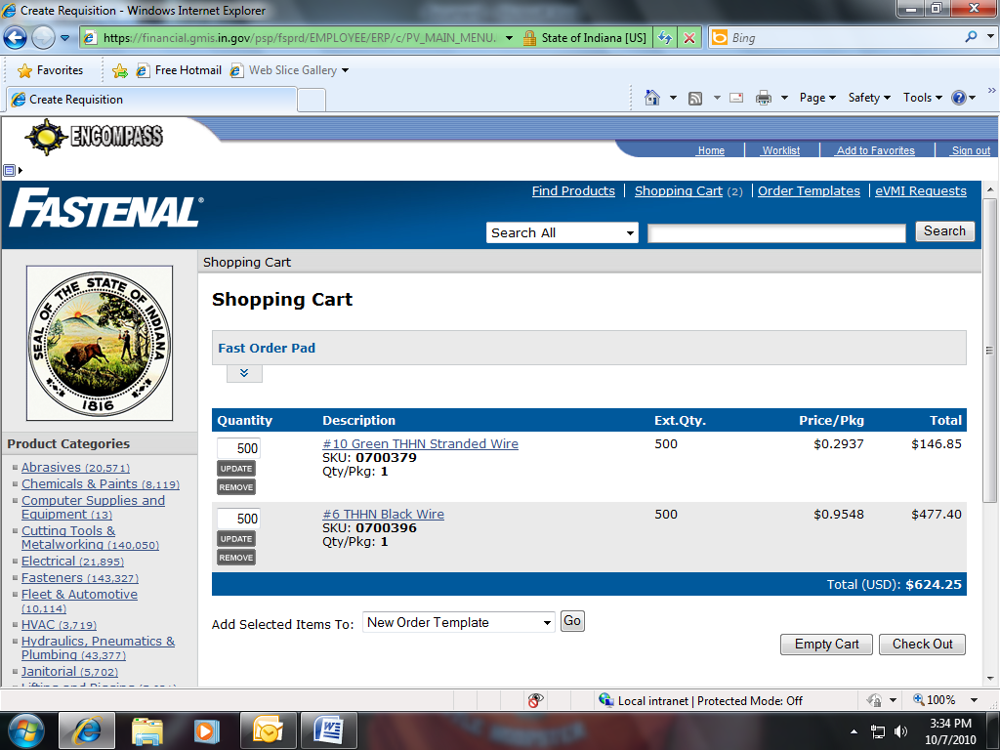 Create Requisition - Windows Internet Explorer
https://financial.gmis.in.gov/psp/fsprd/EMPLOYEE/ERP/c/PV_MAIN_MENU. State of Indiana [US] Bing
Favorites Free Hotmail Web Slice Gallery
Create Requisition Page Safety Tools
ENCOMPASS
Home Worklist Add to Favorites Sign out
FASTENAL®
Find Products Shopping Cart (2) Order Templates eVMI Requests
Search All Search
Shopping Cart
SEAL OF THE STATE OF INDIANA
1816
Shopping Cart
Fast Order Pad
Quantity Description Ext.Qty. Price/Pkg Total
500 #10 Green THHN Stranded Wire 500 $0.2937 $146.85
UPDATE SKU: 0700379
REMOVE Qty/Pkg: 1
500 #6 THHN Black Wire 500 $0.9548 $477.40
UPDATE SKU: 0700396
REMOVE Qty/Pkg: 1
Total (USD): $624.25
Add Selected Items To: New Order Template Go
Empty Cart Check Out
Product Categories
Abrasives (20,571)
Chemicals & Paints (8,119)
Computer Supplies and
Equipment (13)
Cutting Tools &
Metalworking (140,050)
Electrical (21,895)
Fasteners (143,327)
Fleet & Automotive
(10,114)
HVAC (3,719)
Hydraulics, Pneumatics &
Plumbing (43,377)
Janitorial (5,702)
Local intranet | Protected Mode: Off 100%
3:34 PM
10/7/2010